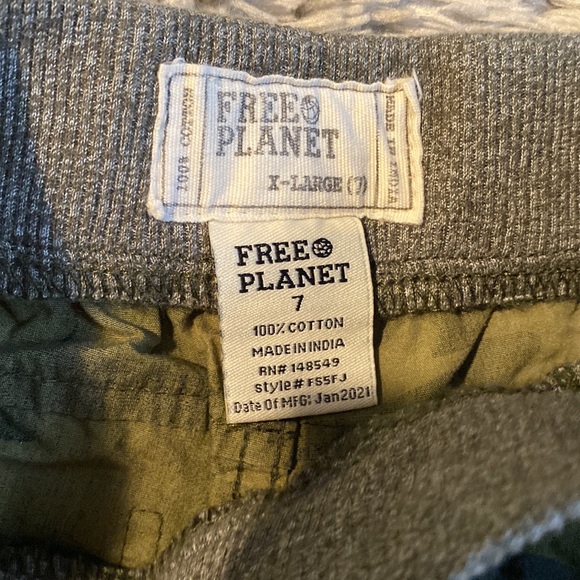 100% COTTON
FREE
PLANET
X-LARGE (7)
MADE IN INDIA
FREE
PLANET
7
100% COTTON
MADE IN INDIA
RN# 148549
style# FS5FJ
Date Of MFG: Jan2021